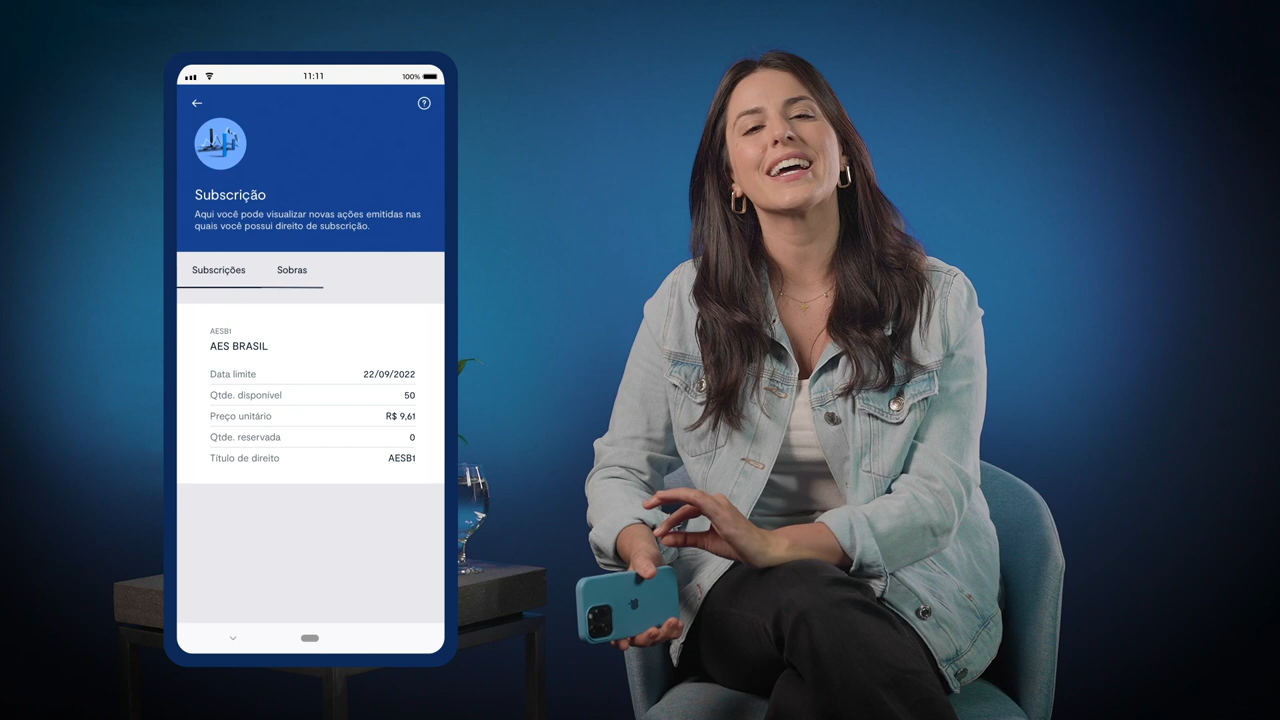 11:11
100%
Subscrição
Aqui você pode visualizar novas ações emitidas nas
quais você possui direito de subscrição.
Subscrições Sobras
AESB1
AES BRASIL
Data limite 22/09/2022
Qtde. disponível 50
Preço unitário R$ 9,61
Qtde. reservada 0
Título de direito AESB1